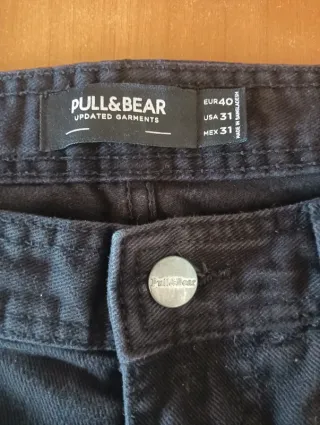 PULL&BEAR
UPDATED GARMENTS
EUR 40
USA 31
MEX 31
MADE IN BANGLADESH
Pull&Bear